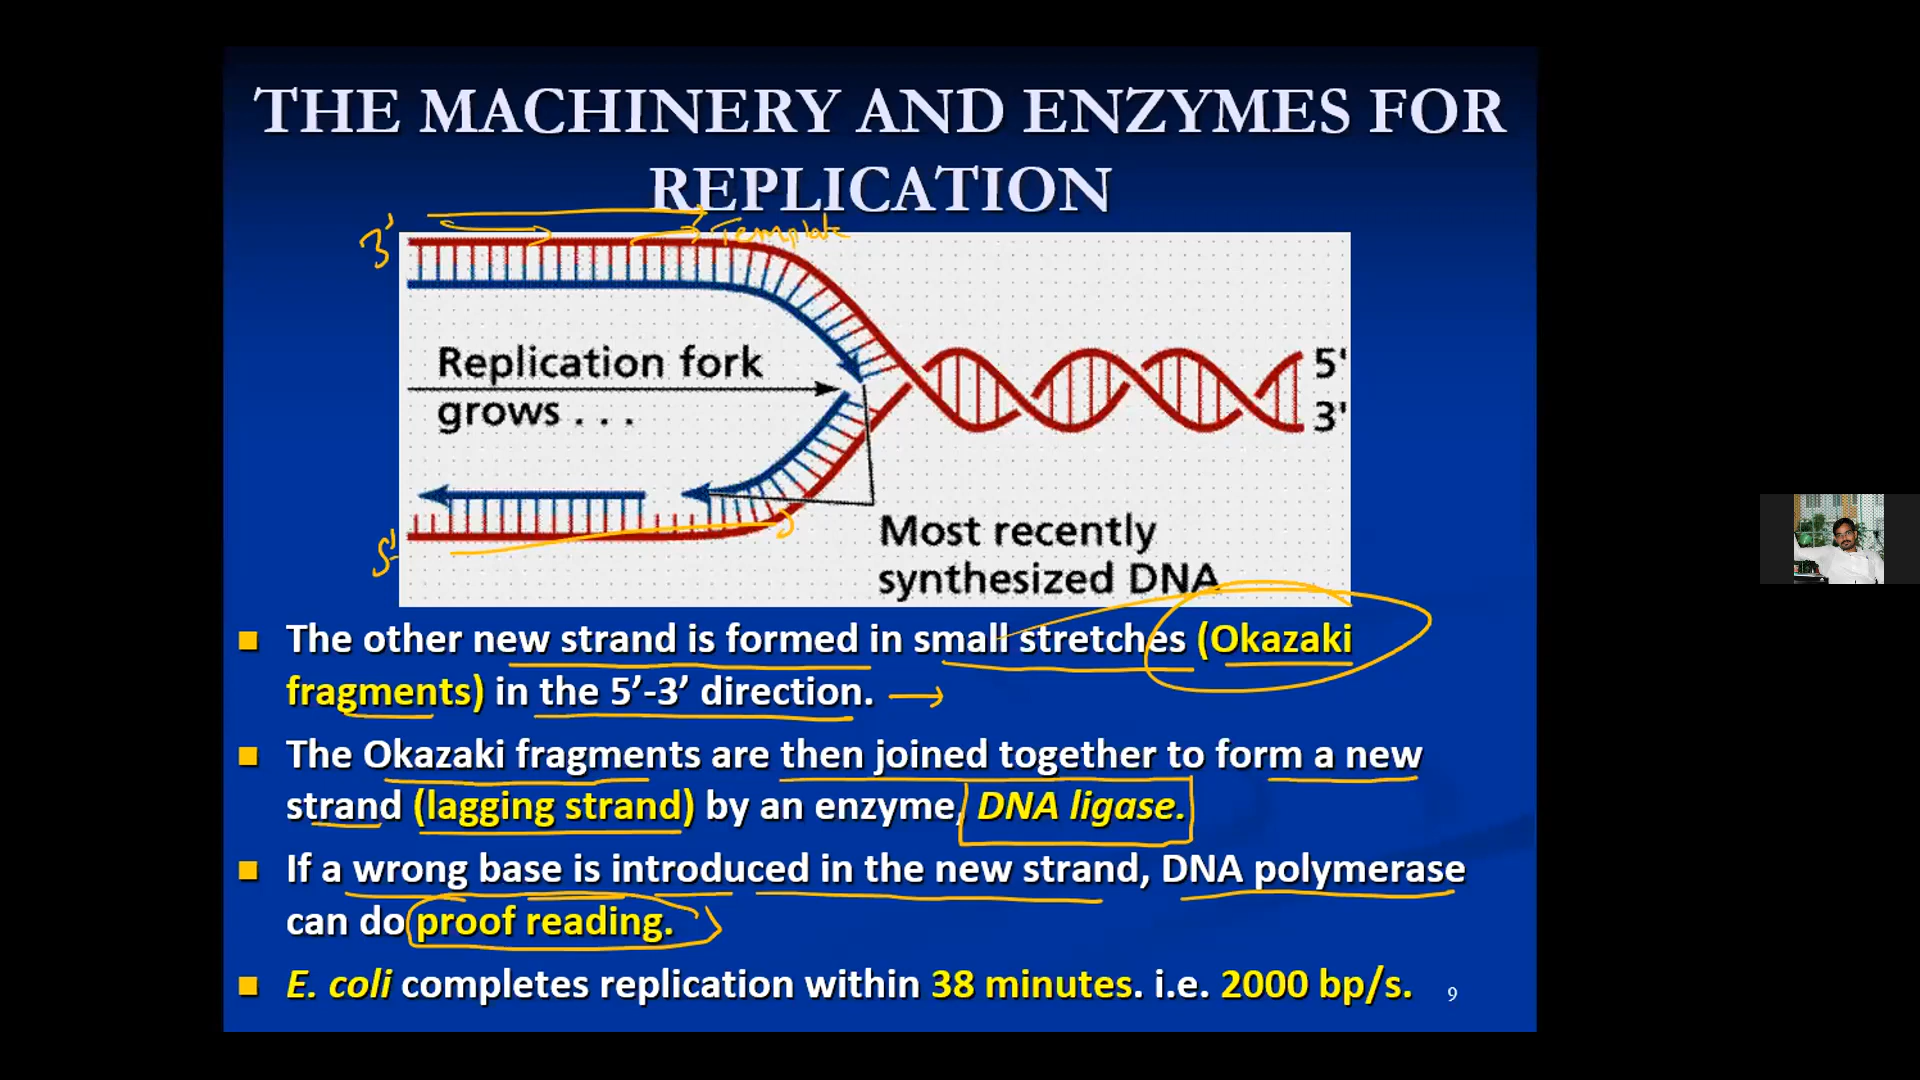 THE MACHINERY AND ENZYMES FOR
REPLICATION
3'
Template
Replication fork
grows . . .
5'
3'
5'
Most recently
synthesized DNA
The other new strand is formed in small stretches (Okazaki
fragments) in the 5’-3’ direction.
The Okazaki fragments are then joined together to form a new
strand (lagging strand) by an enzyme, DNA ligase.
If a wrong base is introduced in the new strand, DNA polymerase
can do proof reading.
E. coli completes replication within 38 minutes. i.e. 2000 bp/s.
9